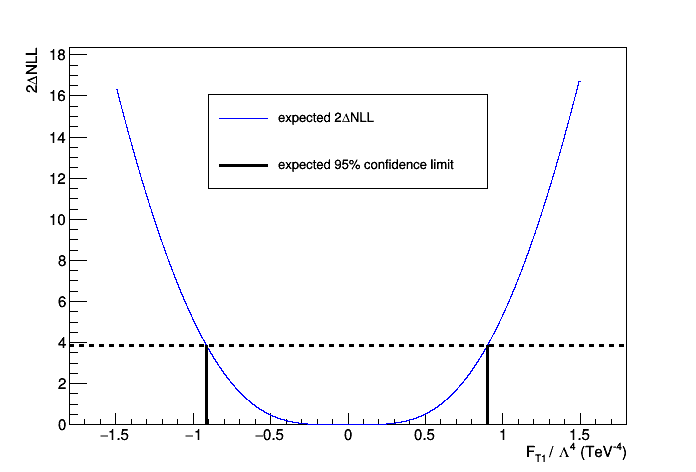 2ΔNLL
18
16
14
12
10
8
6
4
2
0
expected 2ΔNLL
expected 95% confidence limit
−1.5 −1 −0.5 0 0.5 1 1.5
F_T1 / Λ^4 (TeV^-4)